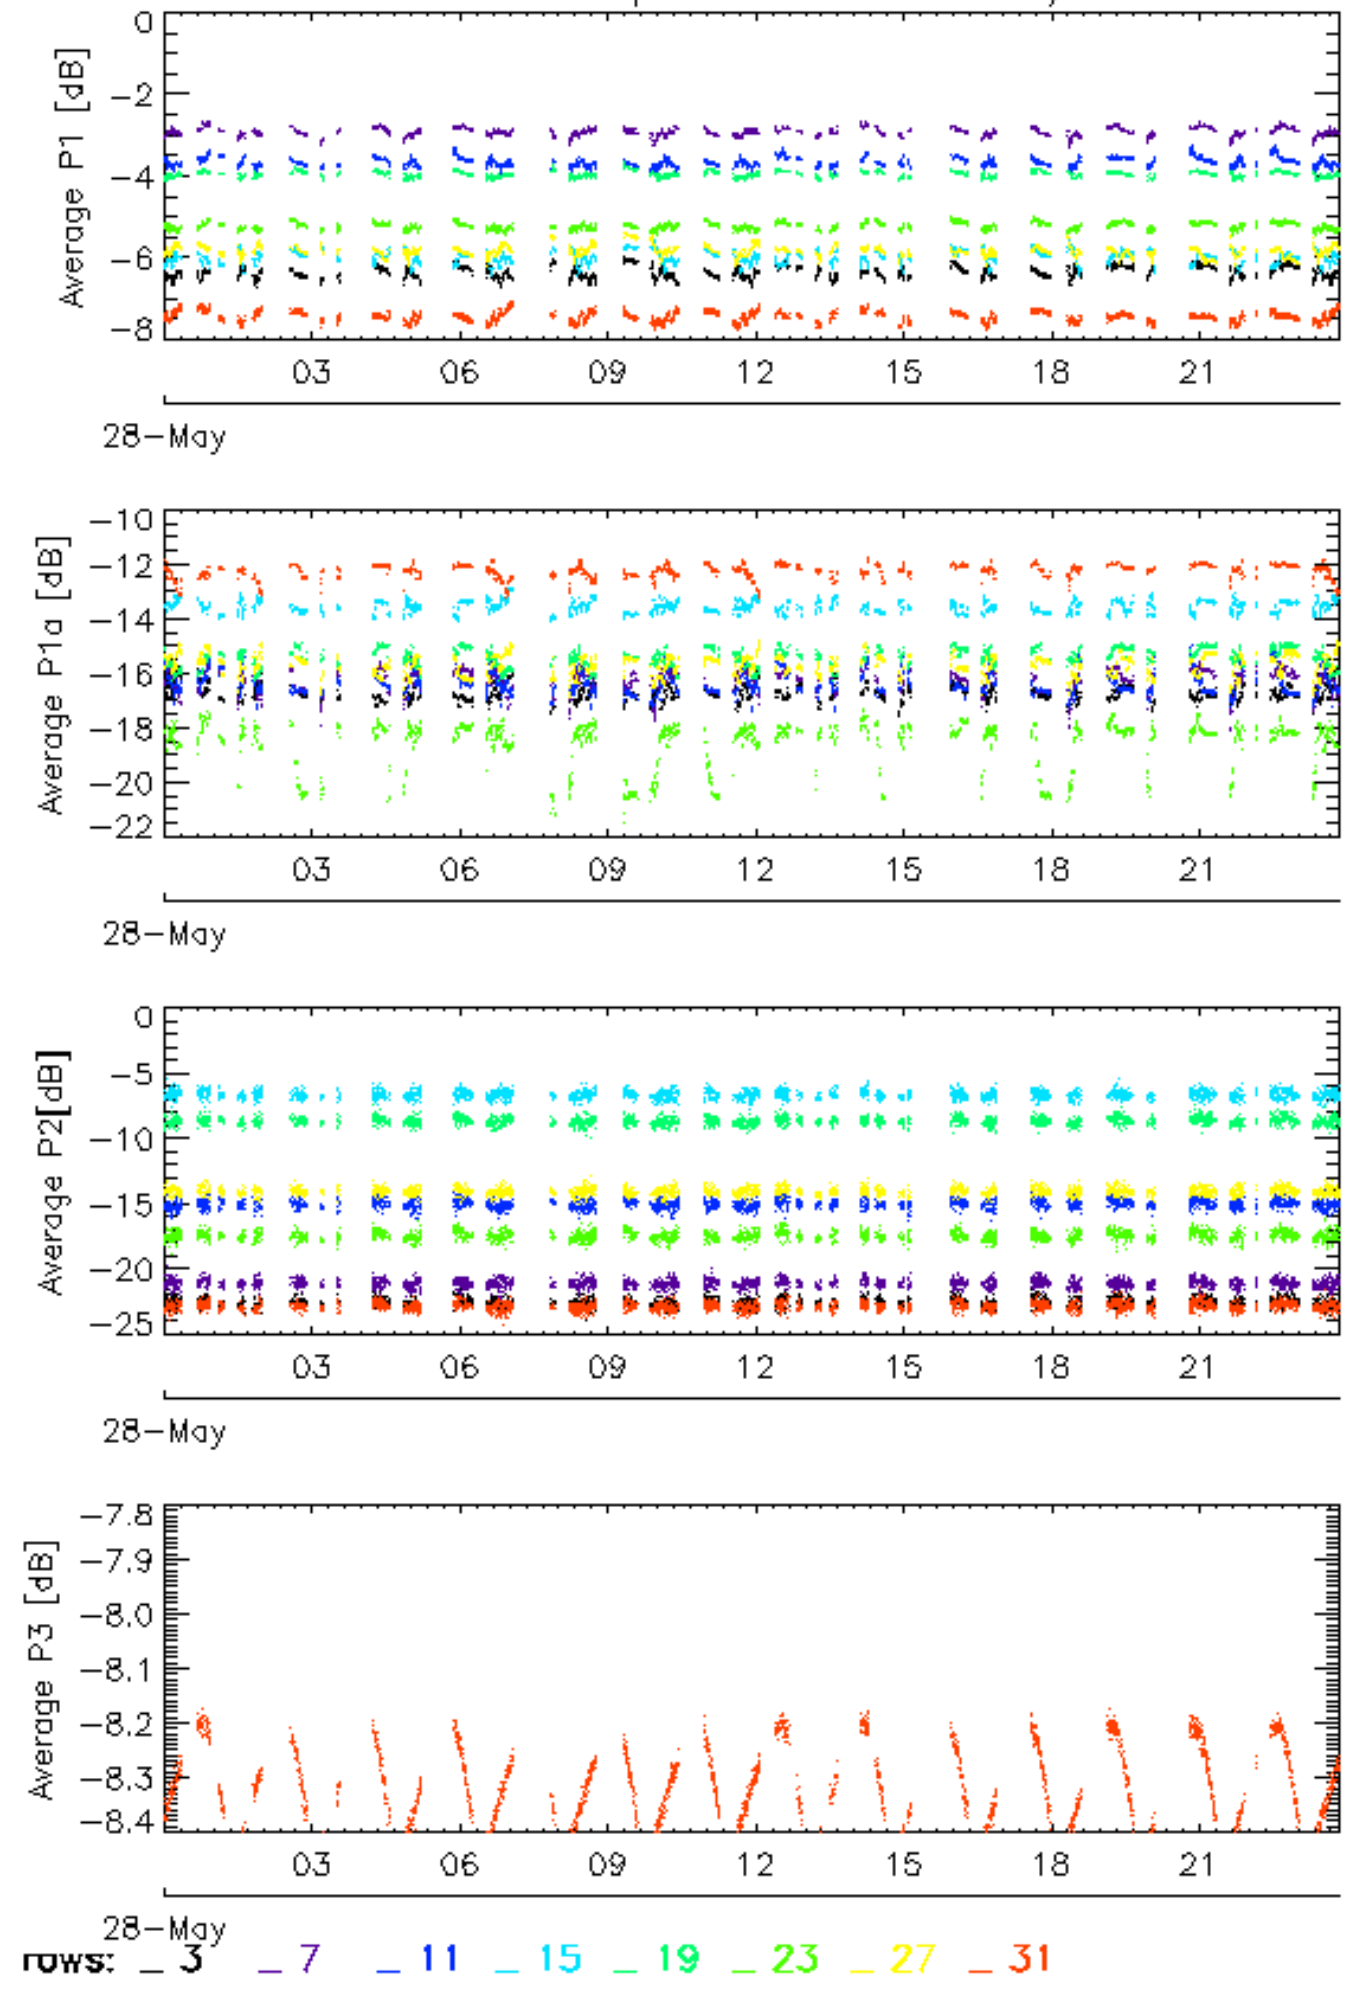 0
-2
-4
-6
-8
Average P1 [dB]
03 06 09 12 15 18 21
28-May
-10
-12
-14
-16
-18
-20
-22
Average P1a [dB]
03 06 09 12 15 18 21
28-May
0
-5
-10
-15
-20
-25
Average P2[dB]
03 06 09 12 15 18 21
28-May
-7.8
-7.9
-8.0
-8.1
-8.2
-8.3
-8.4
Average P3 [dB]
03 06 09 12 15 18 21
28-May
rows: _ 3 _ 7 _ 11 _ 15 _ 19 _ 23 _ 27 _ 31